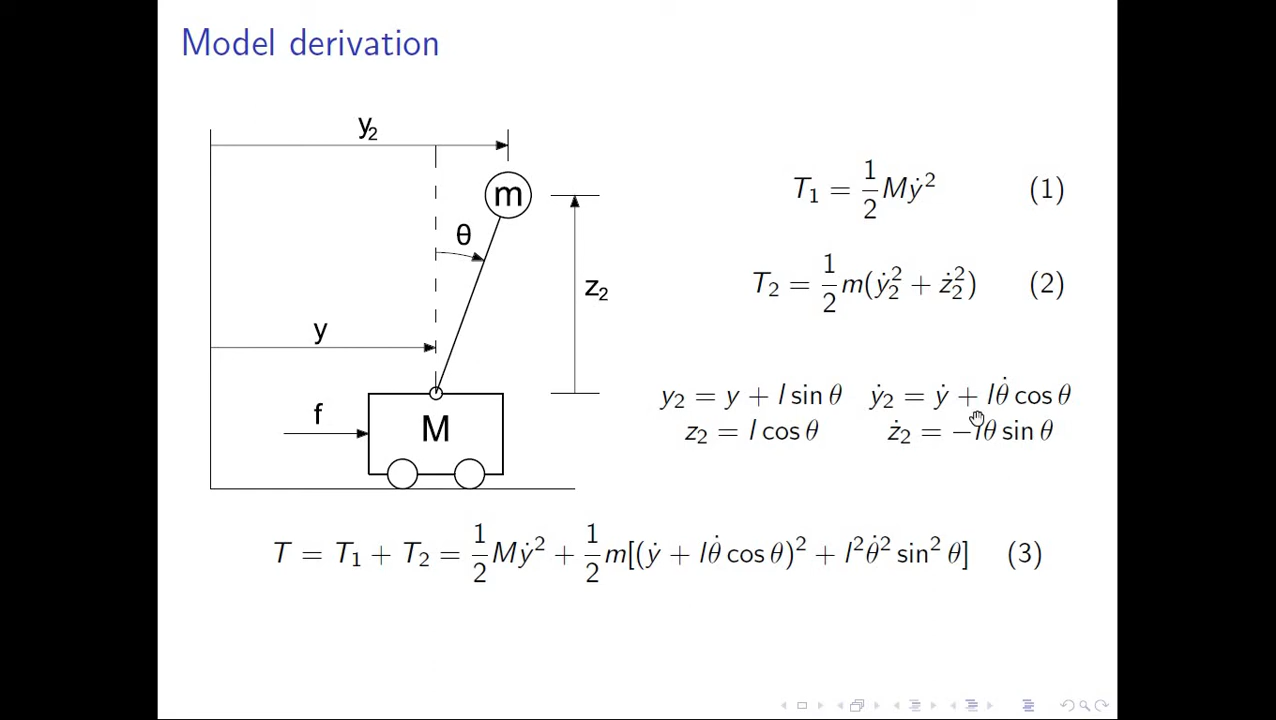 Model derivation
y₂
m
θ
z₂
y
f
M
T₁ = 1/2 Mẏ² (1)
T₂ = 1/2 m(ẏ₂² + ż₂²) (2)
y₂ = y + l sin θ ẏ₂ = ẏ + lθ̇ cos θ
z₂ = l cos θ ż₂ = −lθ̇ sin θ
T = T₁ + T₂ = 1/2 Mẏ² + 1/2 m[(ẏ + lθ̇ cos θ)² + l²θ̇² sin² θ] (3)